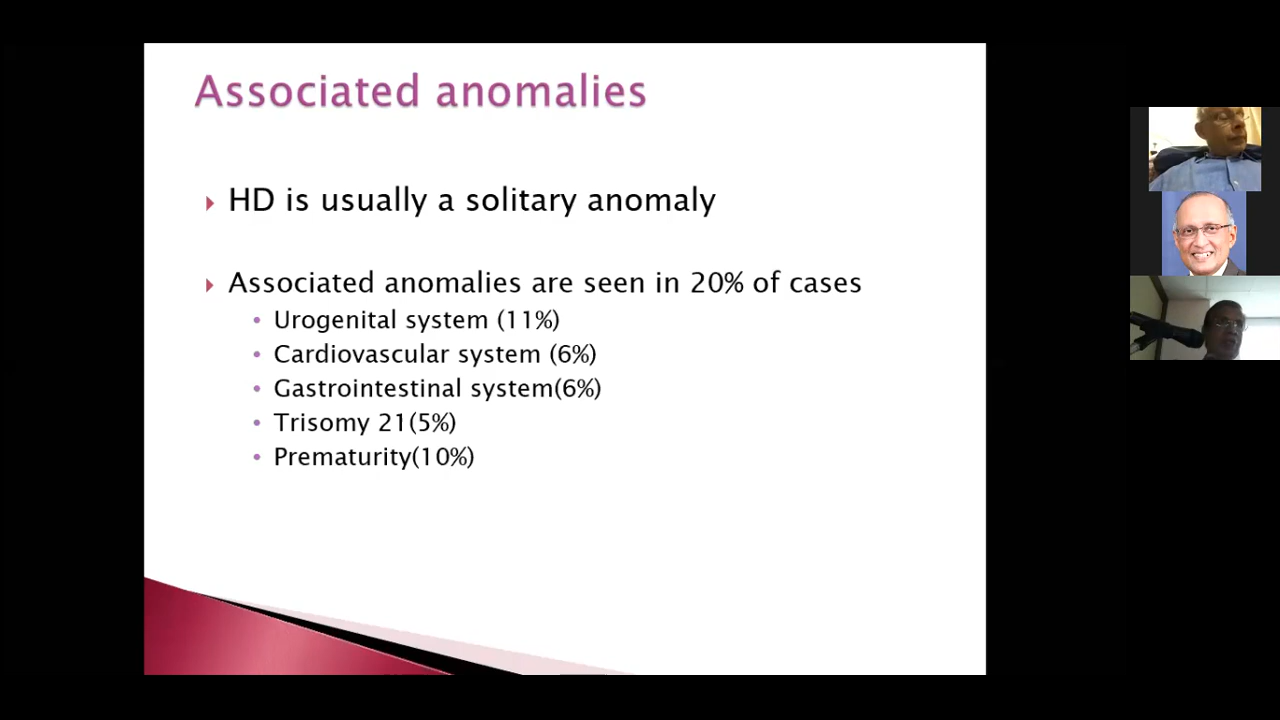 Associated anomalies
HD is usually a solitary anomaly
Associated anomalies are seen in 20% of cases
Urogenital system (11%)
Cardiovascular system (6%)
Gastrointestinal system(6%)
Trisomy 21(5%)
Prematurity(10%)